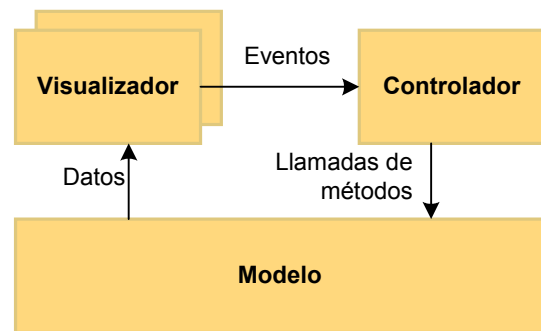 Visualizador
Eventos
Controlador
Datos
Llamadas de
métodos
Modelo